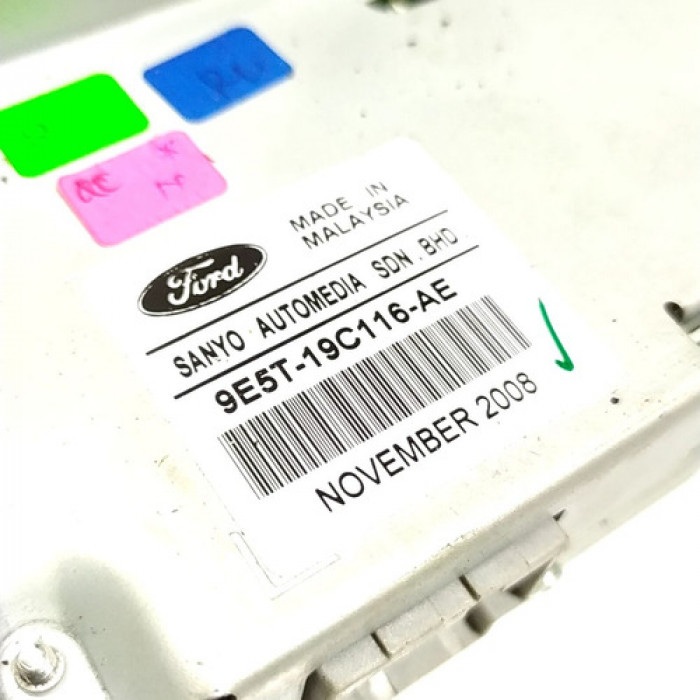 MADE IN
MALAYSIA
Ford
SANYO AUTOMEDIA SDN. BHD.
9E5T-19C116-AE
NOVEMBER 2008